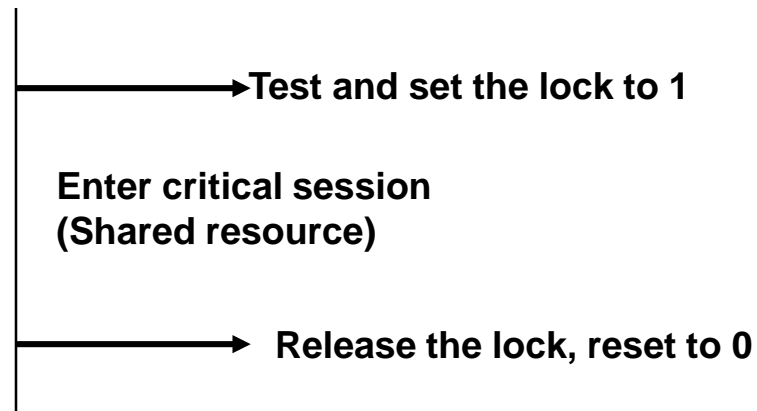 Test and set the lock to 1
Enter critical session
(Shared resource)
Release the lock, reset to 0